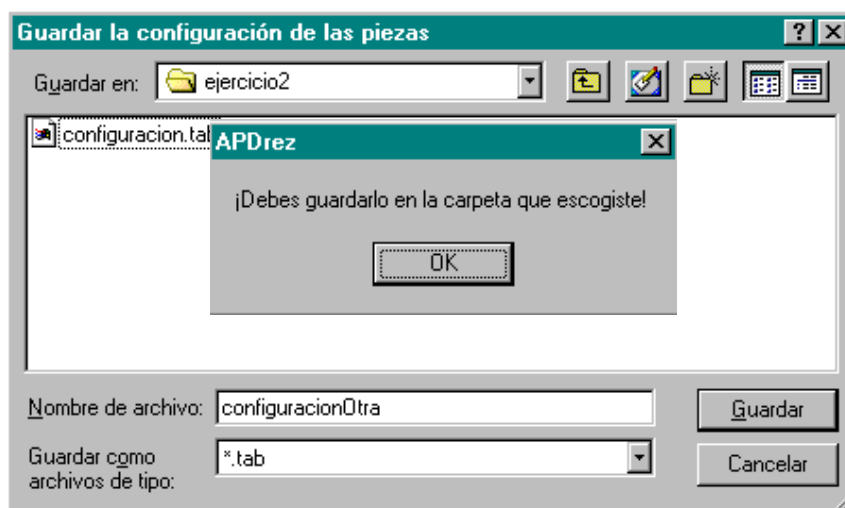 Guardar la configuración de las piezas
Guardar en: ejercicio2
configuracion.tab
APDrez
¡Debes guardarlo en la carpeta que escogiste!
OK
Nombre de archivo: configuracionOtra
Guardar
Guardar como
archivos de tipo:
*.tab
Cancelar